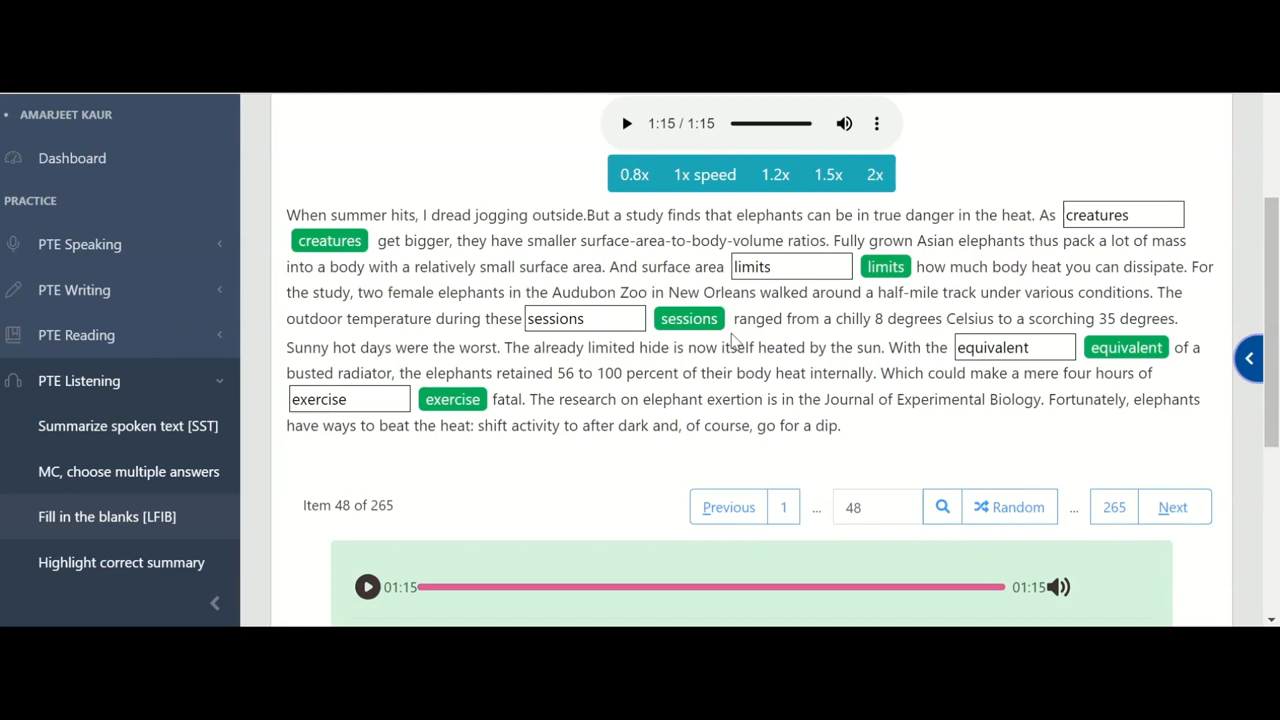 AMARJEET KAUR
Dashboard
PRACTICE
PTE Speaking
PTE Writing
PTE Reading
PTE Listening
Summarize spoken text [SST]
MC, choose multiple answers
Fill in the blanks [LFIB]
Highlight correct summary
1:15 / 1:15
0.8x 1x speed 1.2x 1.5x 2x
When summer hits, I dread jogging outside.But a study finds that elephants can be in true danger in the heat. As creatures
creatures get bigger, they have smaller surface-area-to-body-volume ratios. Fully grown Asian elephants thus pack a lot of mass
into a body with a relatively small surface area. And surface area limits limits how much body heat you can dissipate. For
the study, two female elephants in the Audubon Zoo in New Orleans walked around a half-mile track under various conditions. The
outdoor temperature during these sessions sessions ranged from a chilly 8 degrees Celsius to a scorching 35 degrees.
Sunny hot days were the worst. The already limited hide is now itself heated by the sun. With the equivalent equivalent of a
busted radiator, the elephants retained 56 to 100 percent of their body heat internally. Which could make a mere four hours of
exercise exercise fatal. The research on elephant exertion is in the Journal of Experimental Biology. Fortunately, elephants
have ways to beat the heat: shift activity to after dark and, of course, go for a dip.
Item 48 of 265
Previous 1 ... 48 Random ... 265 Next
01:15 01:15